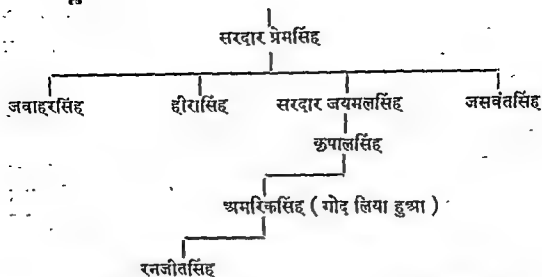 सरदार प्रेमसिंह
जवाहरसिंह हीरासिंह सरदार जयमलसिंह जसवंतसिंह
कृपालसिंह
अमरिकसिंह ( गोद लिया हुआ )
रनजीतसिंह